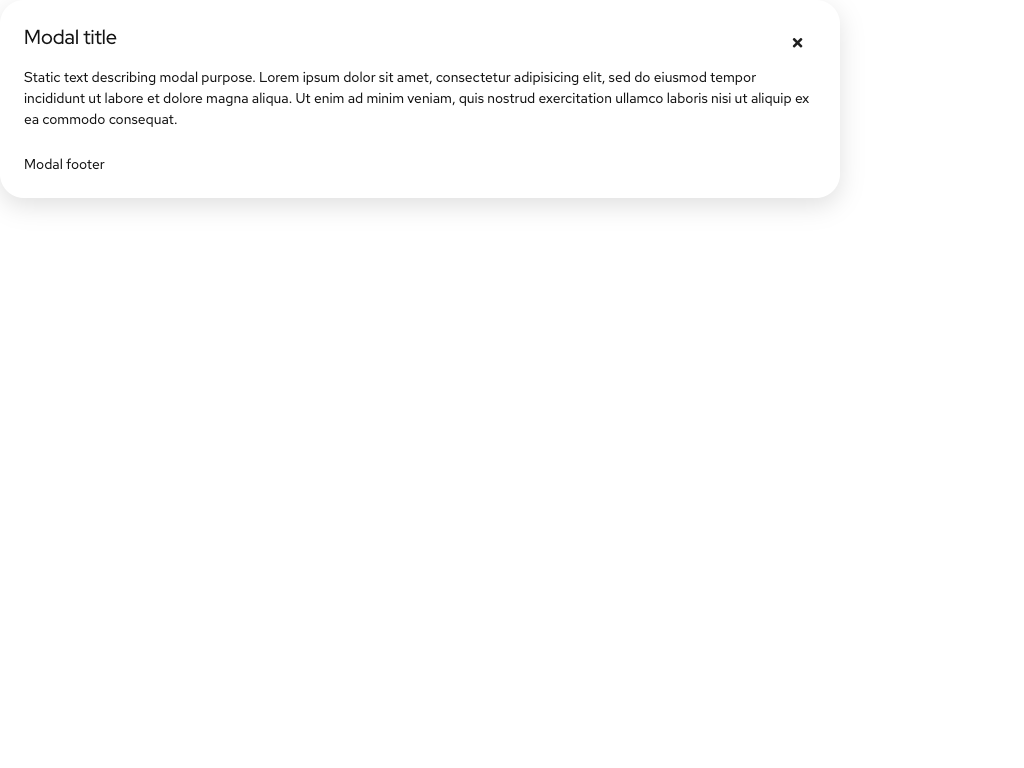 Modal title
Static text describing modal purpose. Lorem ipsum dolor sit amet, consectetur adipisicing elit, sed do eiusmod tempor
incididunt ut labore et dolore magna aliqua. Ut enim ad minim veniam, quis nostrud exercitation ullamco laboris nisi ut aliquip ex
ea commodo consequat.
Modal footer